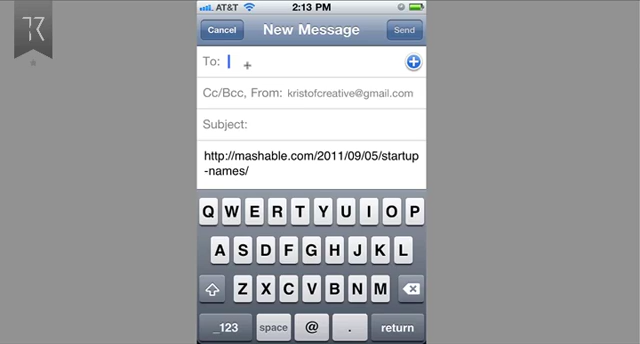 AT&T 2:13 PM
Cancel New Message Send
To:
Cc/Bcc, From: kristofcreative@gmail.com
Subject:
http://mashable.com/2011/09/05/startup
-names/
Q W E R T Y U I O P
A S D F G H J K L
Z X C V B N M
_123 space @ . return